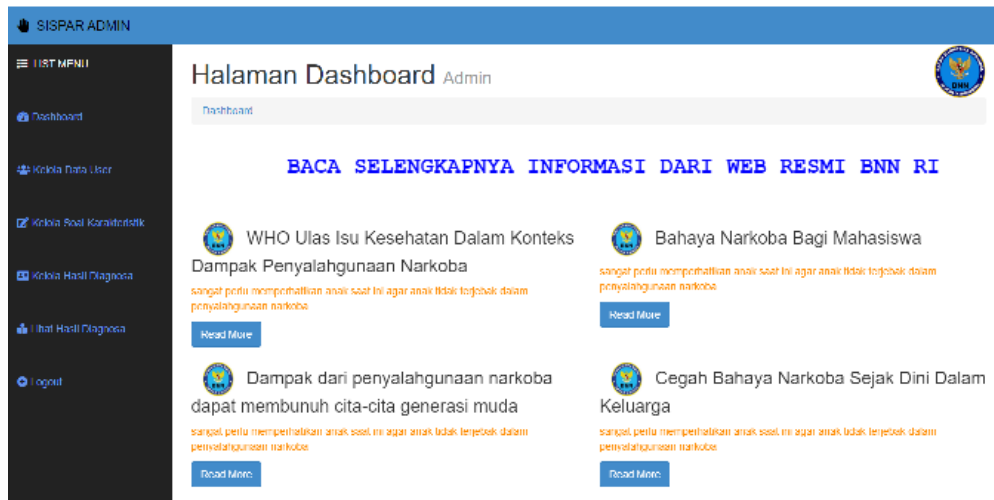 SISPAR ADMIN
LIST MENU
Dashboard
Kelola Data User
Kelola Soal Karakteristik
Kelola Hasil Diagnosa
Lihat Hasil Diagnosa
Logout
Halaman Dashboard Admin
Dashboard
BNN
BACA SELENGKAPNYA INFORMASI DARI WEB RESMI BNN RI
WHO Ulas Isu Kesehatan Dalam Konteks
Dampak Penyalahgunaan Narkoba
sangat perlu memperhatikan anak saat ini agar anak tidak terjebak dalam
penyalahgunaan narkoba
Read More
Bahaya Narkoba Bagi Mahasiswa
sangat perlu memperhatikan anak saat ini agar anak tidak terjebak dalam
penyalahgunaan narkoba
Read More
Dampak dari penyalahgunaan narkoba
dapat membunuh cita-cita generasi muda
sangat perlu memperhatikan anak saat ini agar anak tidak terjebak dalam
penyalahgunaan narkoba
Read More
Cegah Bahaya Narkoba Sejak Dini Dalam
Keluarga
sangat perlu memperhatikan anak saat ini agar anak tidak terjebak dalam
penyalahgunaan narkoba
Read More